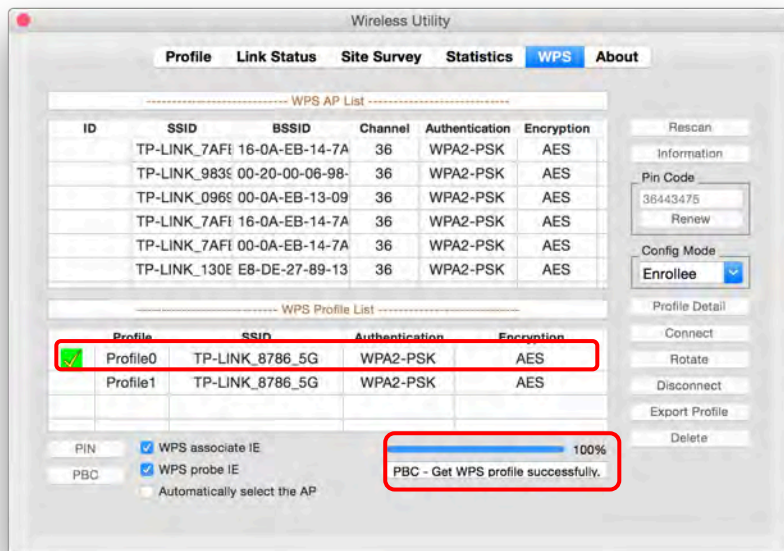 Wireless Utility
Profile Link Status Site Survey Statistics WPS About
WPS AP List
ID SSID BSSID Channel Authentication Encryption
TP-LINK_7AFE 16-0A-EB-14-7A 36 WPA2-PSK AES
TP-LINK_9839 00-20-00-06-98- 36 WPA2-PSK AES
TP-LINK_0969 00-0A-EB-13-09 36 WPA2-PSK AES
TP-LINK_7AFE 16-0A-EB-14-7A 36 WPA2-PSK AES
TP-LINK_7AFE 00-0A-EB-14-7A 36 WPA2-PSK AES
TP-LINK_130E E8-DE-27-89-13 36 WPA2-PSK AES
Rescan
Information
Pin Code
36443475
Renew
Config Mode
Enrollee
WPS Profile List
Profile SSID Authentication Encryption
Profile0 TP-LINK_8786_5G WPA2-PSK AES
Profile1 TP-LINK_8786_5G WPA2-PSK AES
Profile Detail
Connect
Rotate
Disconnect
Export Profile
Delete
PIN
PBC
WPS associate IE
WPS probe IE
Automatically select the AP
100%
PBC - Get WPS profile successfully.